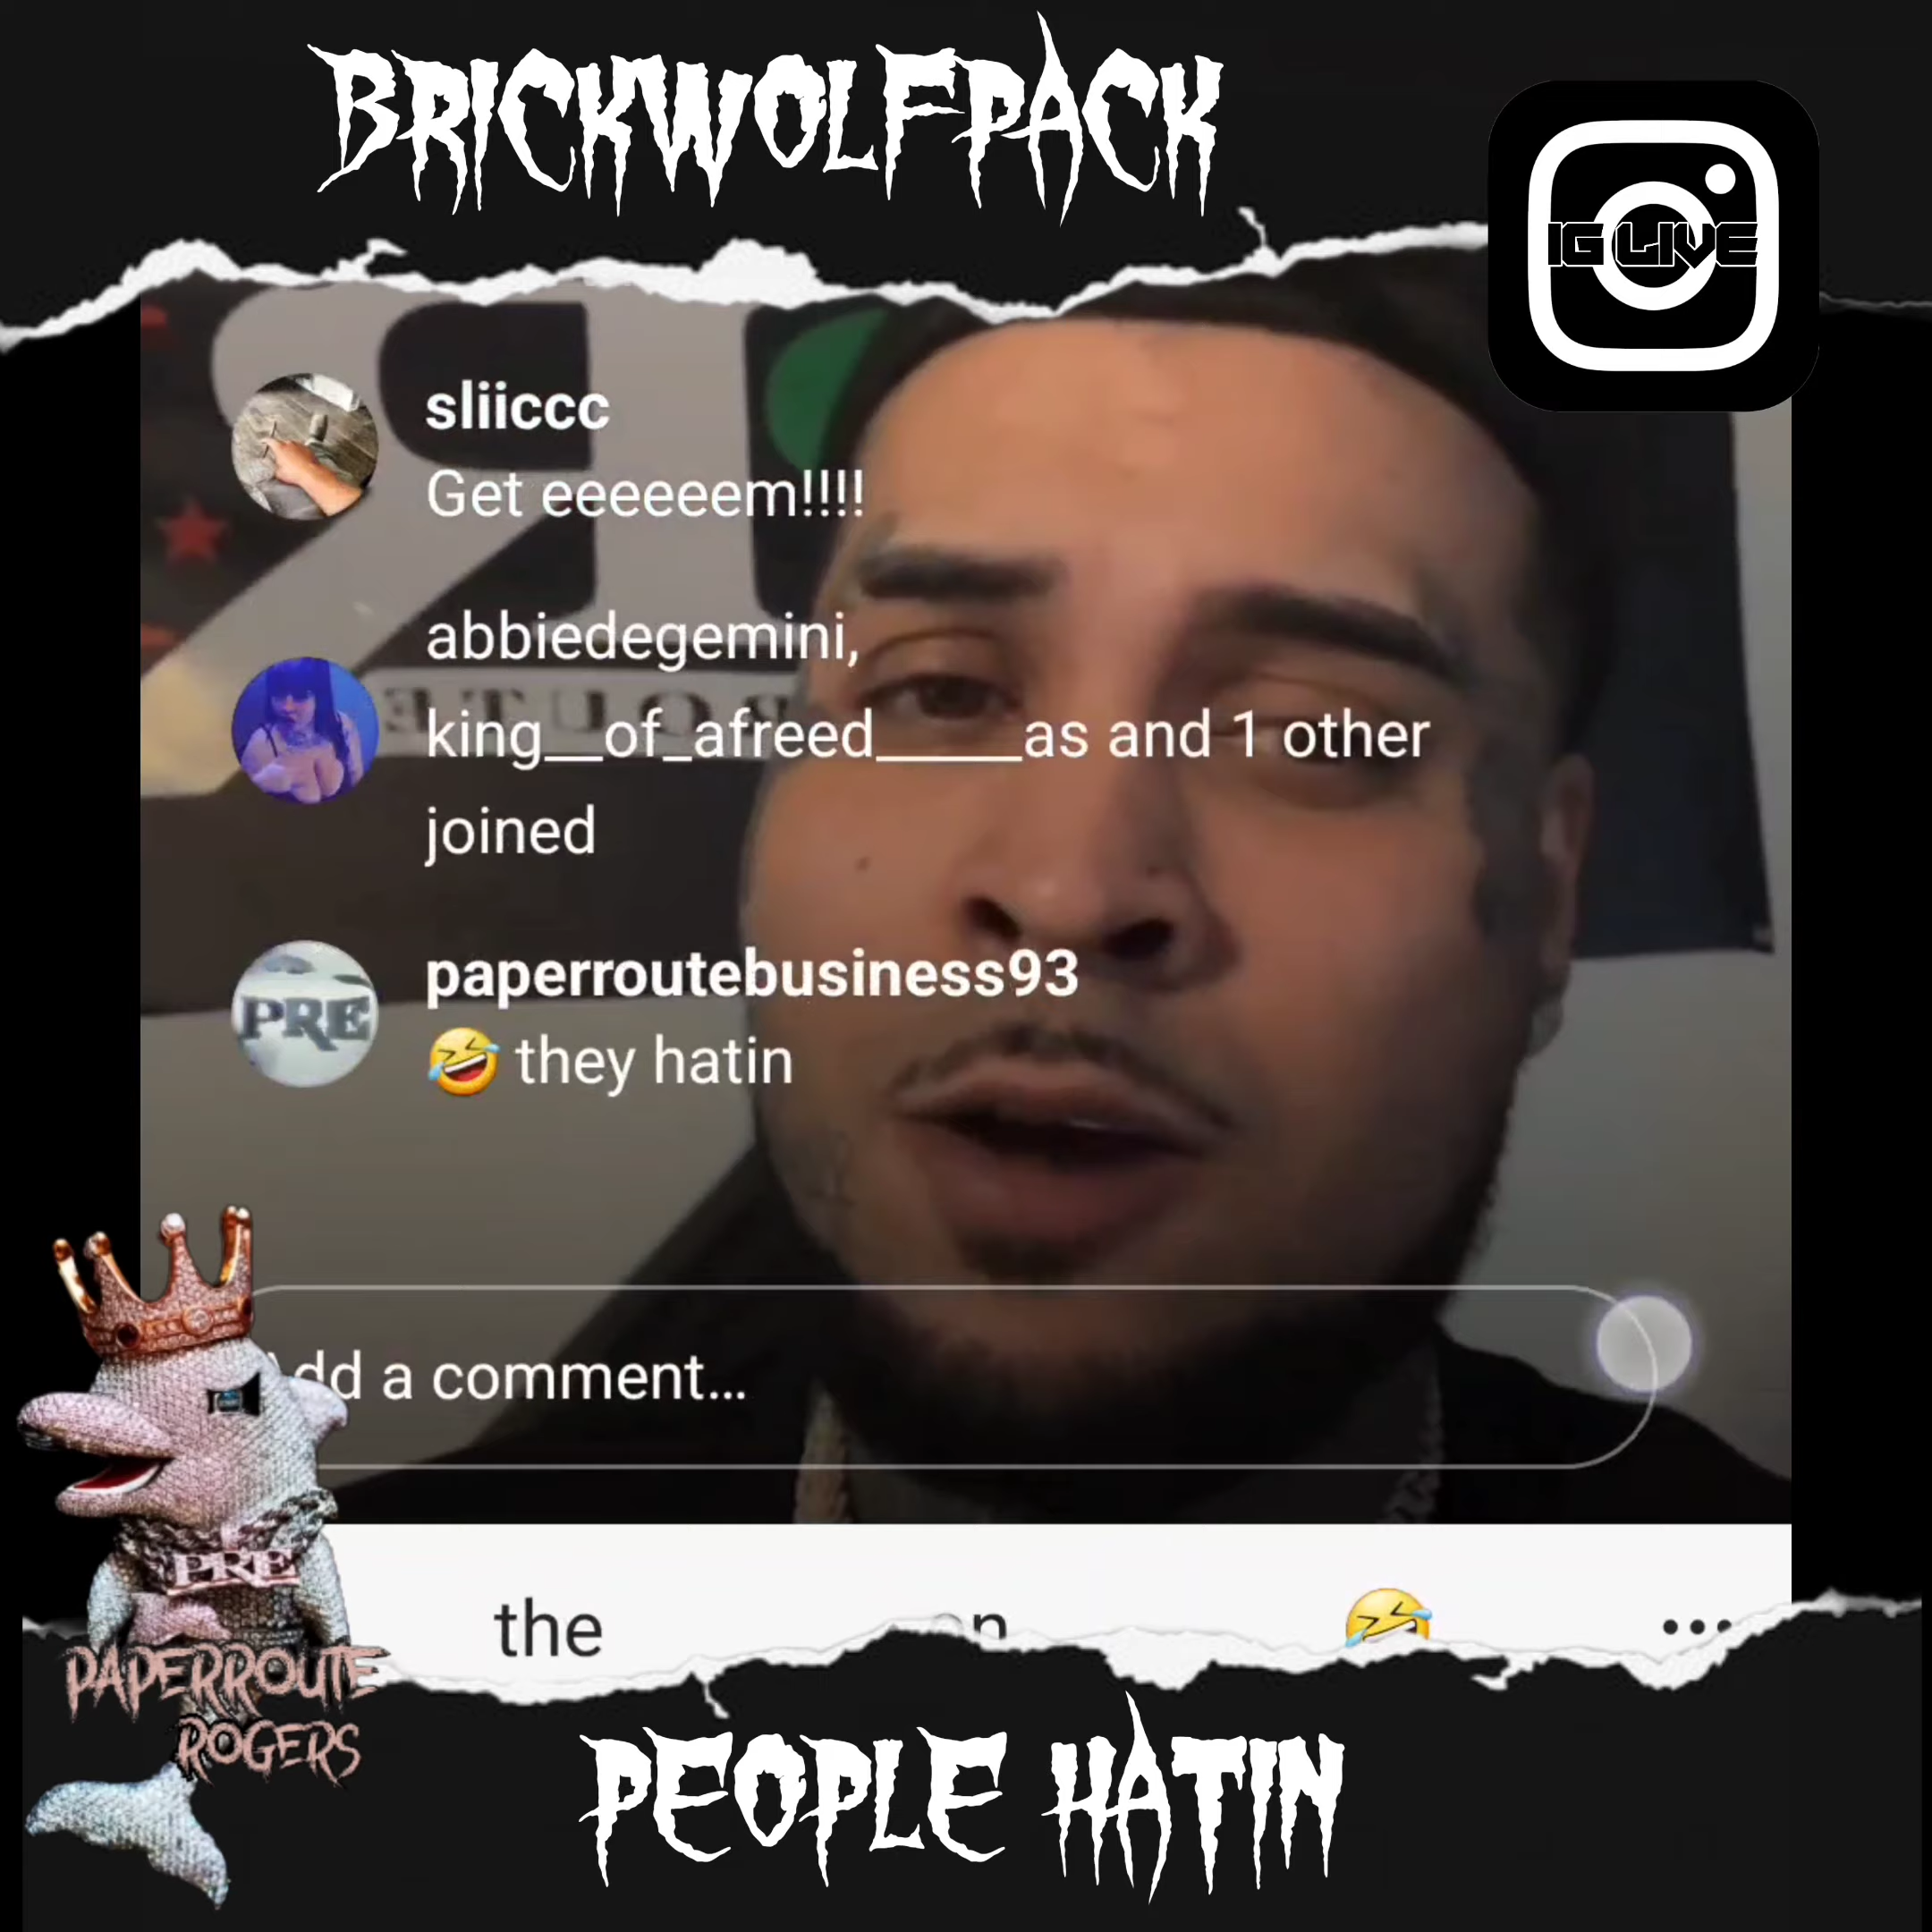 BRICKWOLFPACK
IG LIVE
sliiccc
Get eeeeeem!!!!
abbiedegemini,
king__of_afreed_____as and 1 other
joined
paperroutebusiness93
PRE
🤣 they hatin
dd a comment...
PRE
the
🤣
...
PAPERROUTE
ROGERS
PEOPLE HATIN